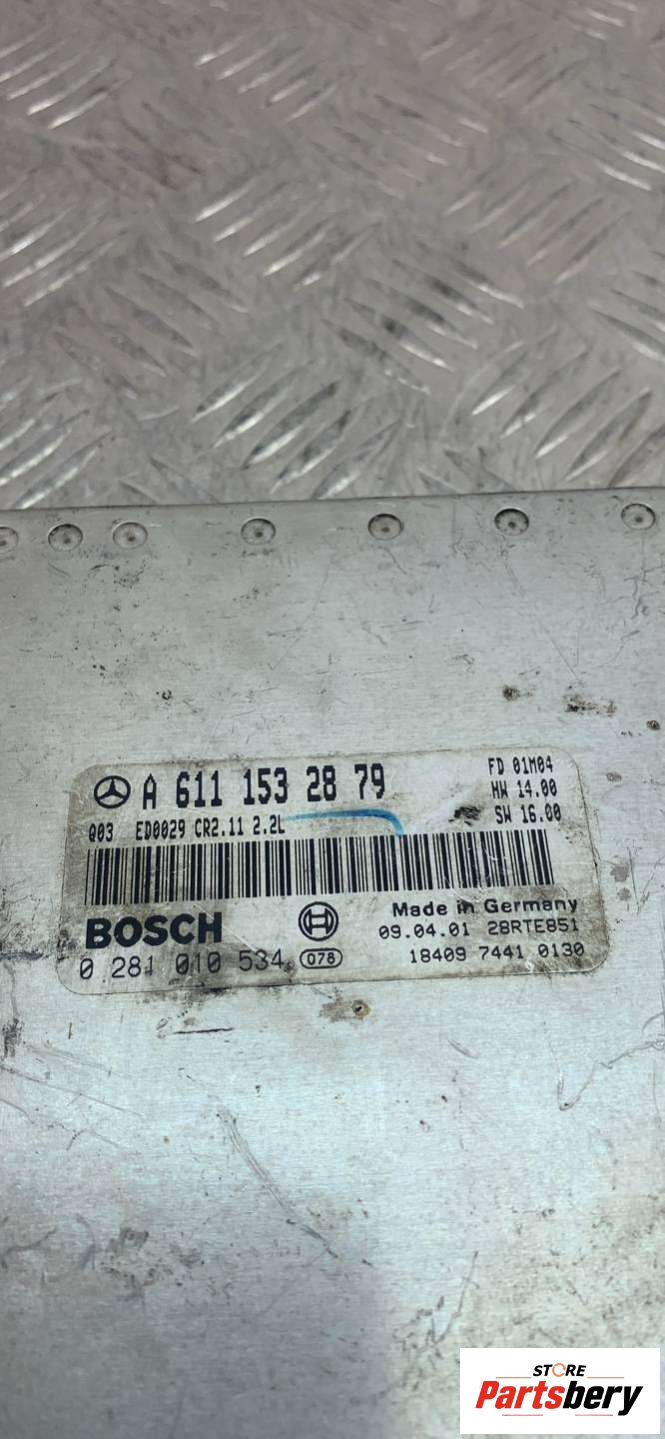 A 611 153 28 79
FD 01M04
HW 14.00
SW 16.00
Q03 ED0029 CR2.11 2.2L
BOSCH
Made in Germany
09.04.01 28RTE851
0 281 010 534 078
18409 7441 0130
STORE
Partsbery